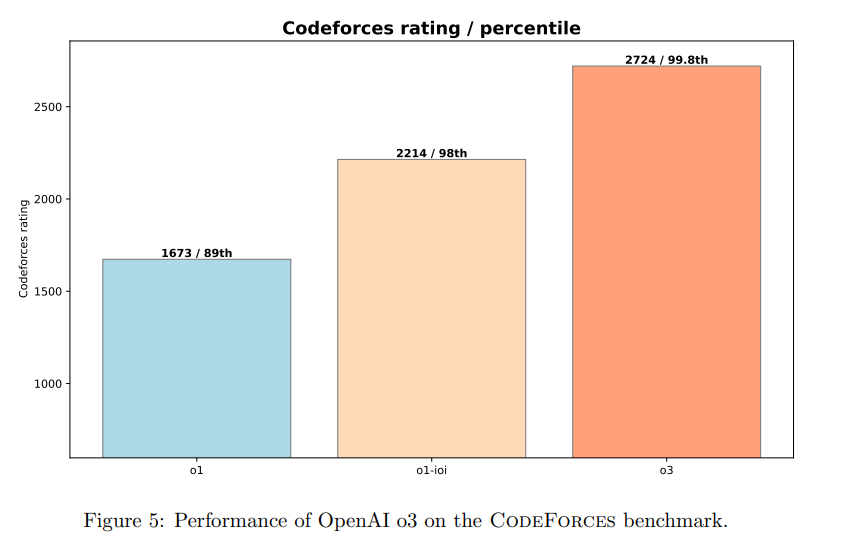 Codeforces rating / percentile
2724 / 99.8th
2500
2214 / 98th
2000
Codeforces rating
1673 / 89th
1500
1000
o1
o1-ioi
o3
Figure 5: Performance of OpenAI o3 on the CODEFORCES benchmark.